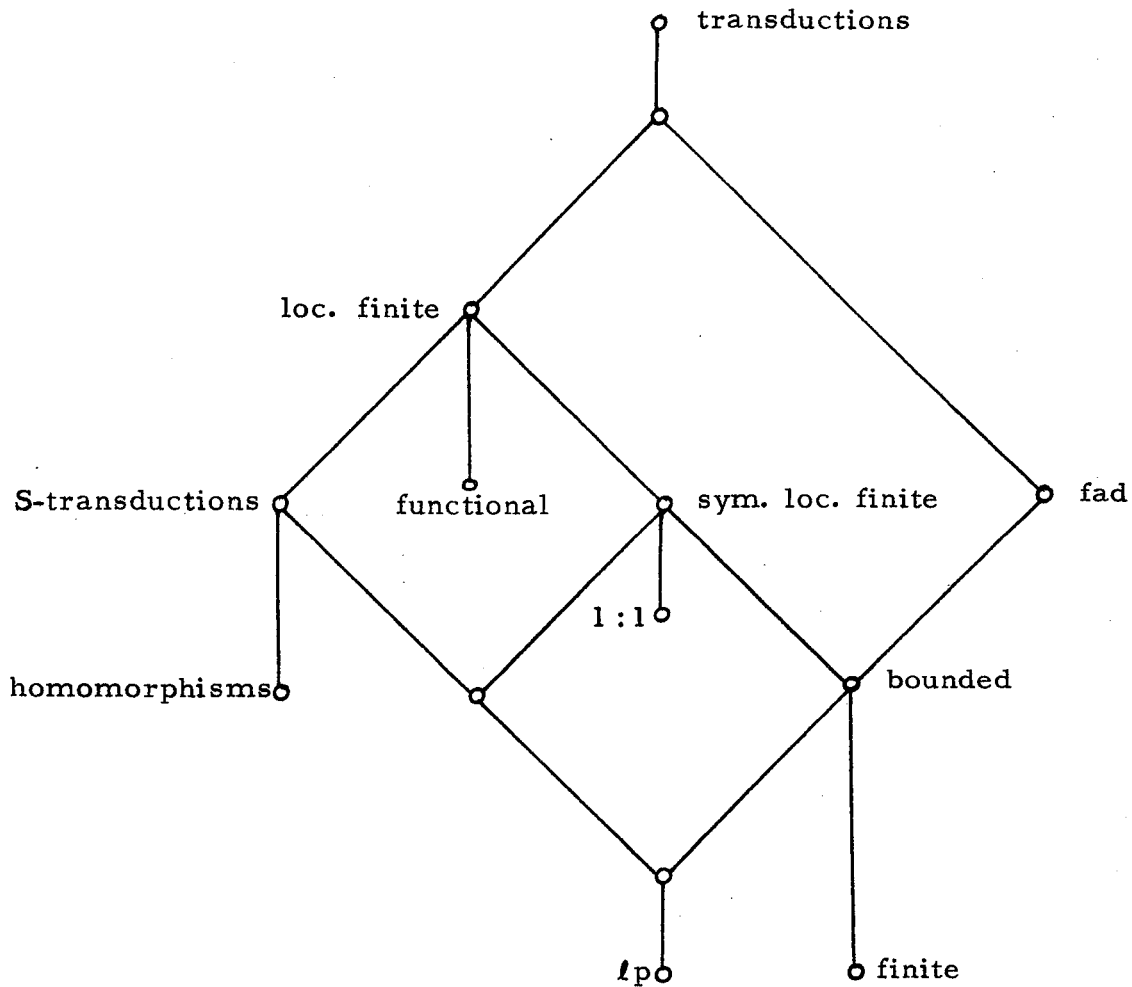 transductions
loc. finite
S-transductions
functional
sym. loc. finite
fad
1:1
homomorphisms
bounded
ℓp
finite